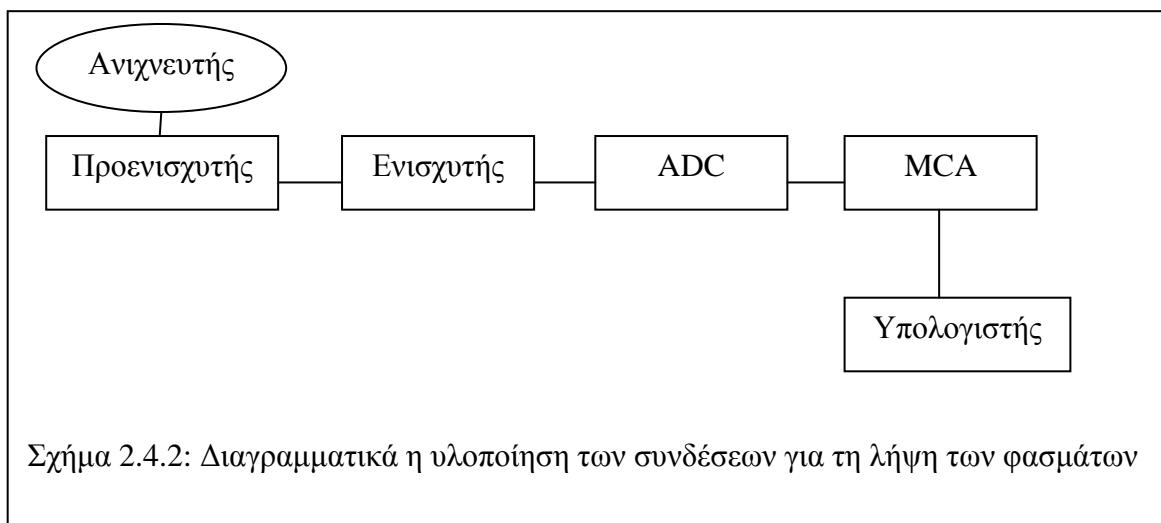 Ανιχνευτής
Προενισχυτής
Ενισχυτής
ADC
MCA
Υπολογιστής
Σχήμα 2.4.2: Διαγραμματικά η υλοποίηση των συνδέσεων για τη λήψη των φασμάτων